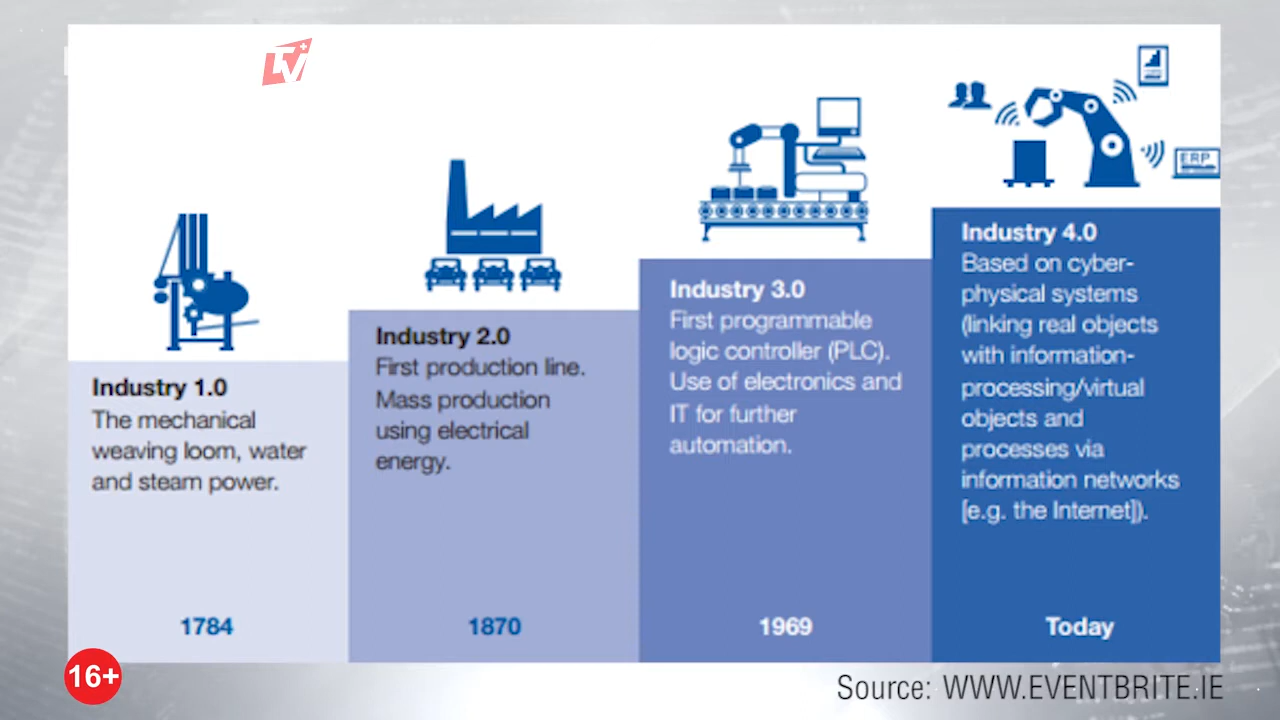 TV+
ERP
Industry 1.0
The mechanical
weaving loom, water
and steam power.
1784
Industry 2.0
First production line.
Mass production
using electrical
energy.
1870
Industry 3.0
First programmable
logic controller (PLC).
Use of electronics and
IT for further
automation.
1969
Industry 4.0
Based on cyber-
physical systems
(linking real objects
with information-
processing/virtual
objects and
processes via
information networks
[e.g. the Internet]).
Today
16+
Source: WWW.EVENTBRITE.IE